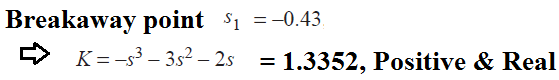 Breakaway point s₁ = –0.43
⇨ K = –s³ – 3s² – 2s = 1.3352, Positive & Real